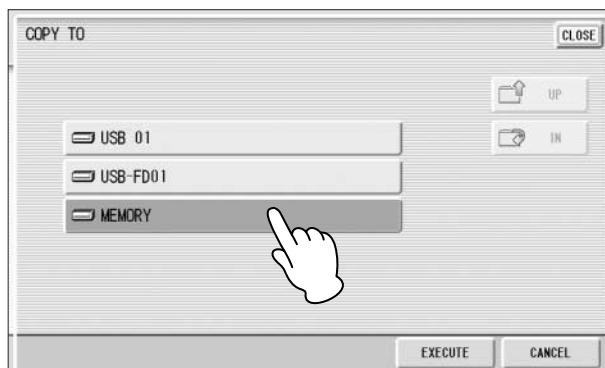 COPY TO
CLOSE
UP
USB 01
IN
USB-FD01
MEMORY
EXECUTE
CANCEL